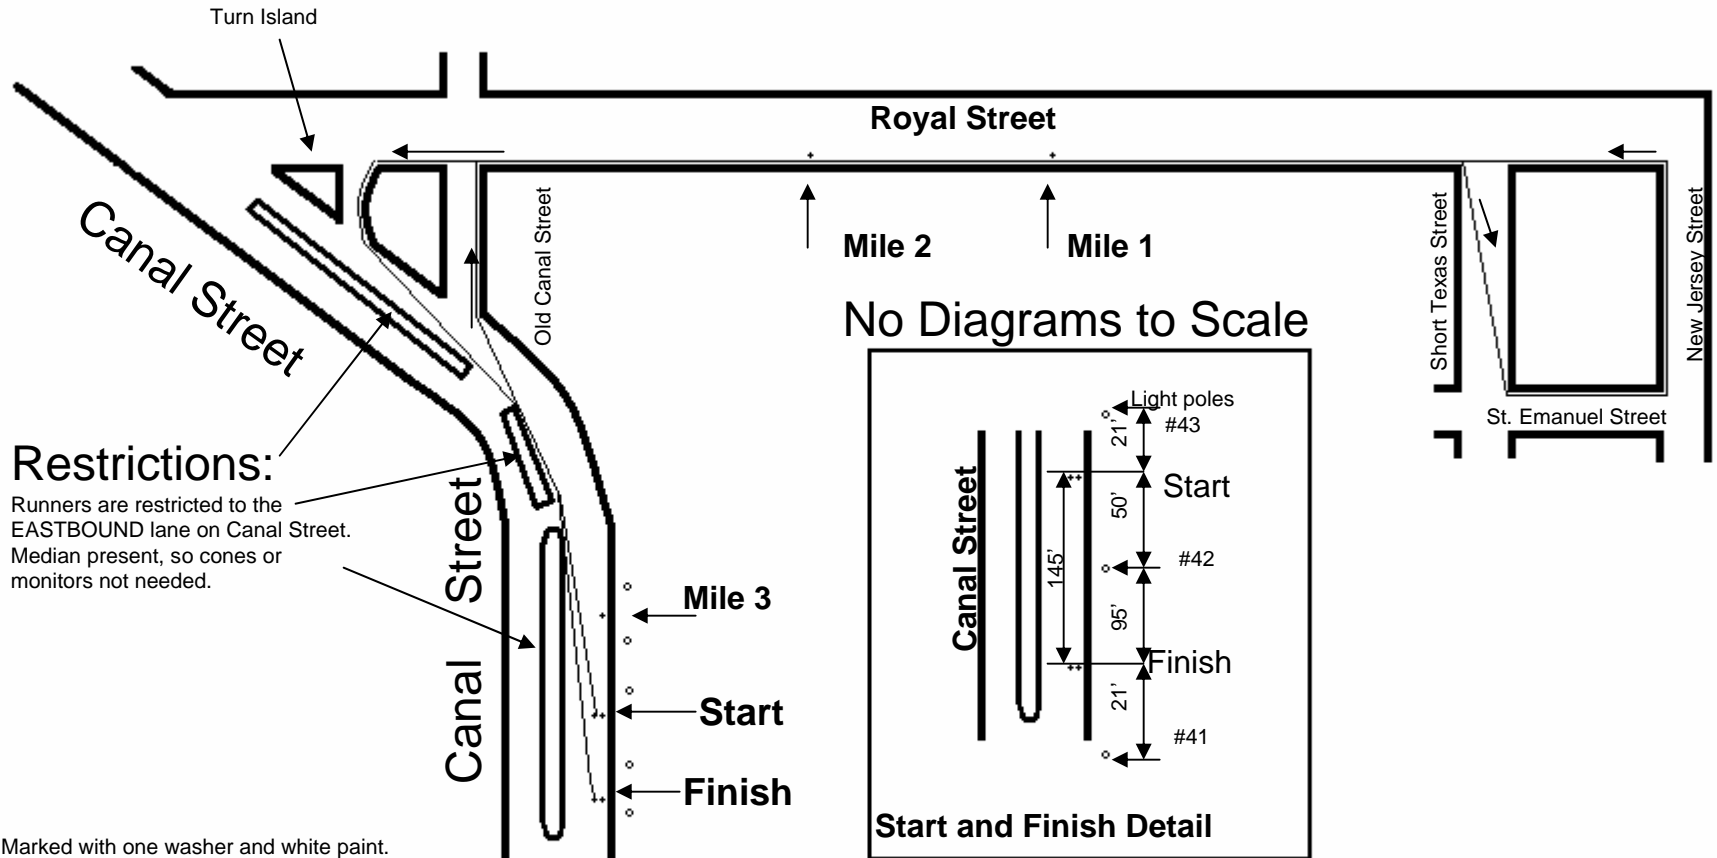 Turn Island
Royal Street
Canal Street
Old Canal Street
Mile 2
Mile 1
Short Texas Street
New Jersey Street
St. Emanuel Street
No Diagrams to Scale
Restrictions:
Runners are restricted to the
EASTBOUND lane on Canal Street.
Median present, so cones or
monitors not needed.
Canal Street
Mile 3
Start
Finish
Light poles
#43
21'
Start
50'
145'
#42
95'
Finish
21'
#41
Canal Street
Start and Finish Detail
Marked with one washer and white paint.